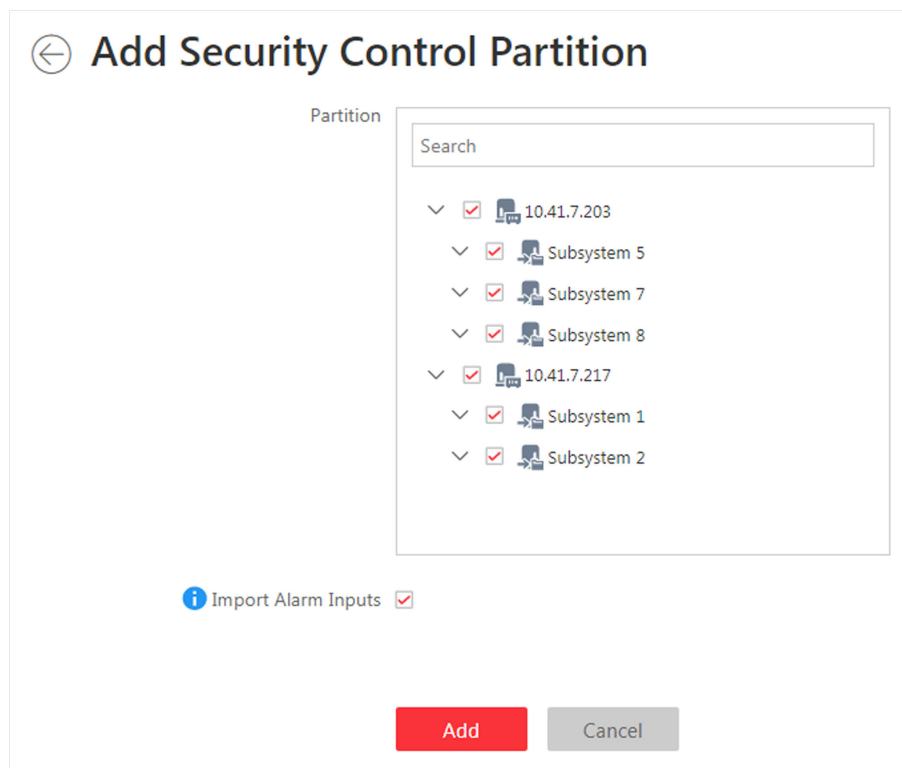 Add Security Control Partition
Partition
Search
10.41.7.203
Subsystem 5
Subsystem 7
Subsystem 8
10.41.7.217
Subsystem 1
Subsystem 2
Import Alarm Inputs
Add Cancel